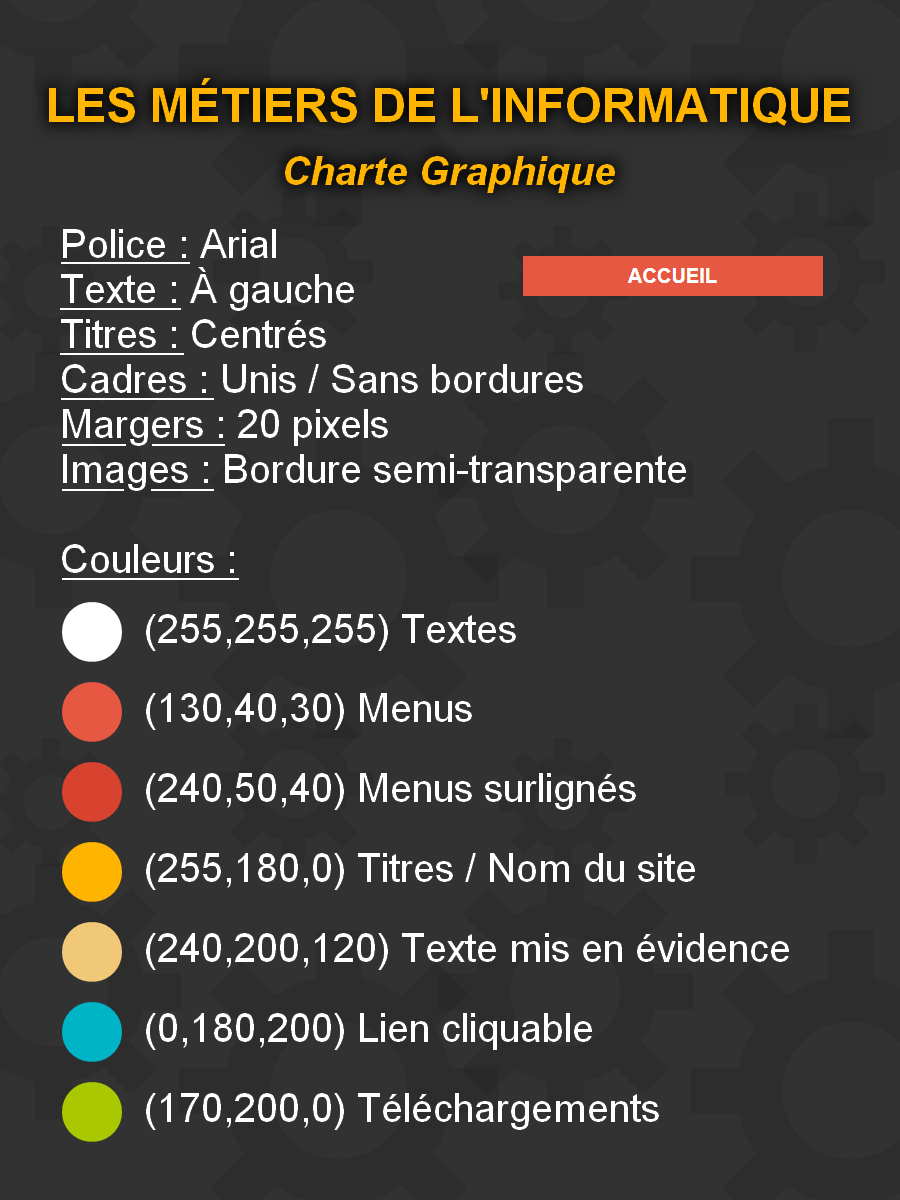 LES MÉTIERS DE L'INFORMATIQUE
Charte Graphique
Police : Arial
ACCUEIL
Texte : À gauche
Titres : Centrés
Cadres : Unis / Sans bordures
Margers : 20 pixels
Images : Bordure semi-transparente
Couleurs :
(255,255,255) Textes
(130,40,30) Menus
(240,50,40) Menus surlignés
(255,180,0) Titres / Nom du site
(240,200,120) Texte mis en évidence
(0,180,200) Lien cliquable
(170,200,0) Téléchargements